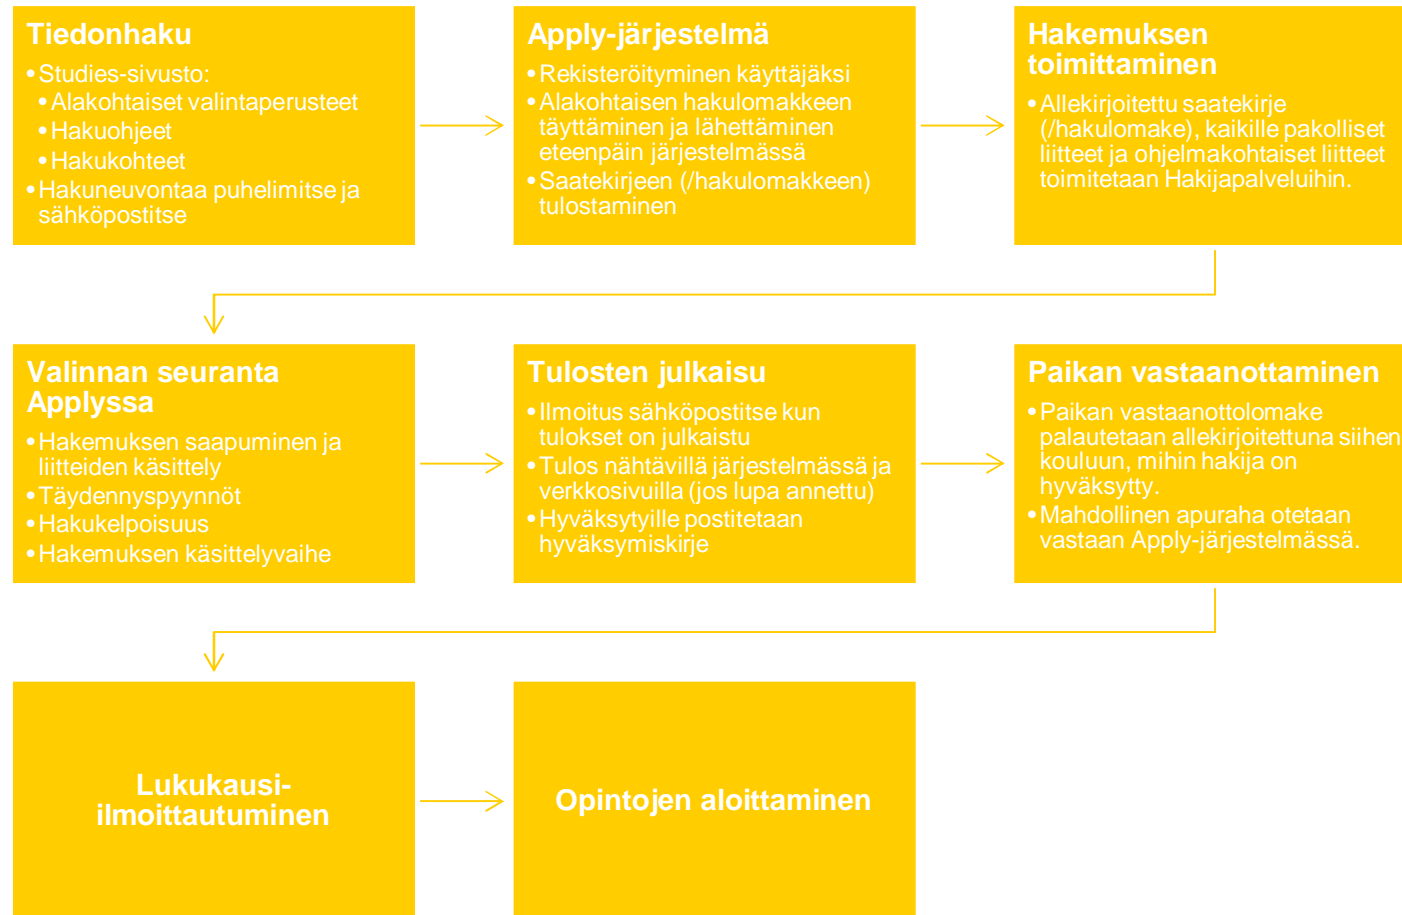 Tiedonhaku
•Studies-sivusto:
•Alakohtaiset valintaperusteet
•Hakuohjeet
•Hakukohteet
•Hakuneuvontaa puhelimitse ja
sähköpostitse
Apply-järjestelmä
•Rekisteröityminen käyttäjäksi
•Alakohtaisen hakulomakkeen
täyttäminen ja lähettäminen
eteenpäin järjestelmässä
•Saatekirjeen (/hakulomakkeen)
tulostaminen
Hakemuksen
toimittaminen
•Allekirjoitettu saatekirje
(/hakulomake), kaikille pakolliset
liitteet ja ohjelmakohtaiset liitteet
toimitetaan Hakijapalveluihin.
Valinnan seuranta
Applyssa
•Hakemuksen saapuminen ja
liitteiden käsittely
•Täydennyspyynnöt
•Hakukelpoisuus
•Hakemuksen käsittelyvaihe
Tulosten julkaisu
•Ilmoitus sähköpostitse kun
tulokset on julkaistu
•Tulos nähtävillä järjestelmässä ja
verkkosivuilla (jos lupa annettu)
•Hyväksytyille postitetaan
hyväksymiskirje
Paikan vastaanottaminen
•Paikan vastaanottolomake
palautetaan allekirjoitettuna siihen
kouluun, mihin hakija on
hyväksytty.
•Mahdollinen apuraha otetaan
vastaan Apply-järjestelmässä.
Lukukausi-
ilmoittautuminen
Opintojen aloittaminen